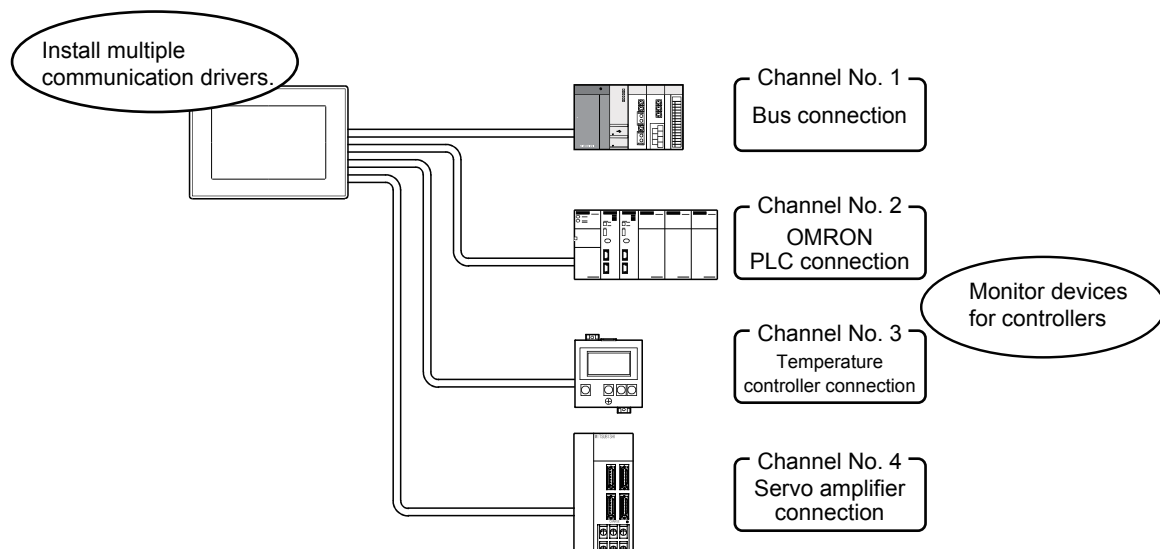 Install multiple
communication drivers.
Channel No. 1
Bus connection
Channel No. 2
OMRON
PLC connection
Monitor devices
for controllers
Channel No. 3
Temperature
controller connection
Channel No. 4
Servo amplifier
connection